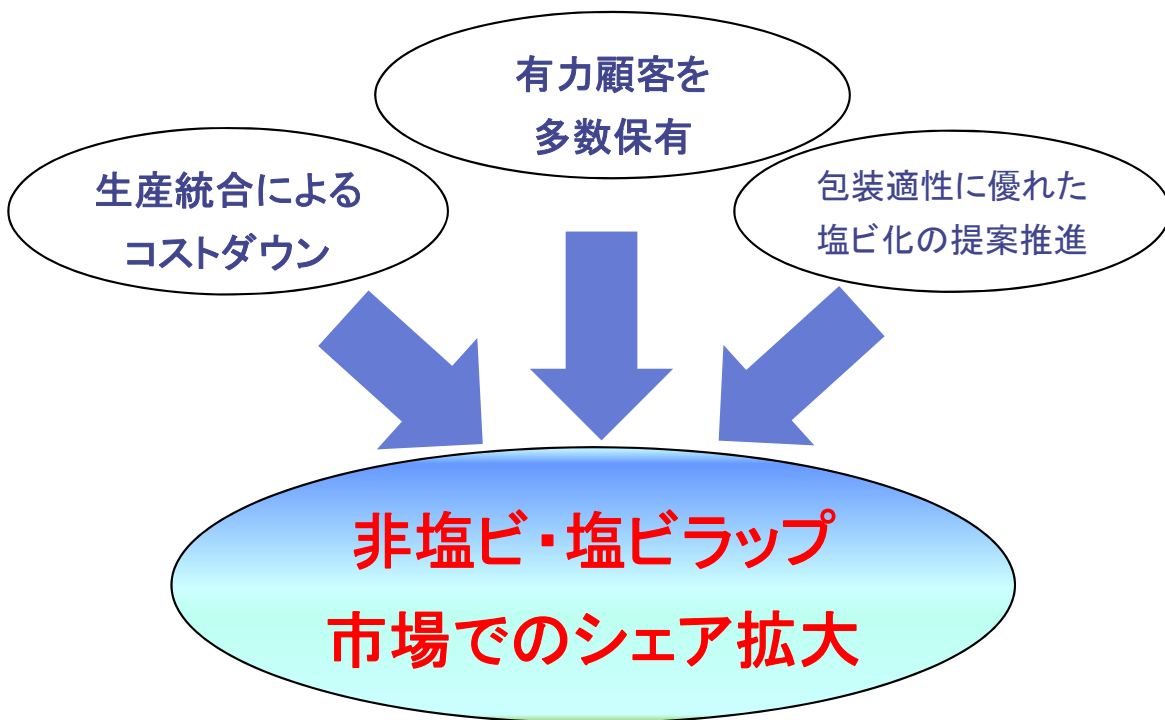 有力顧客を
多数保有
生産統合による
コストダウン
包装適性に優れた
塩ビ化の提案推進
非塩ビ・塩ビラップ
市場でのシェア拡大